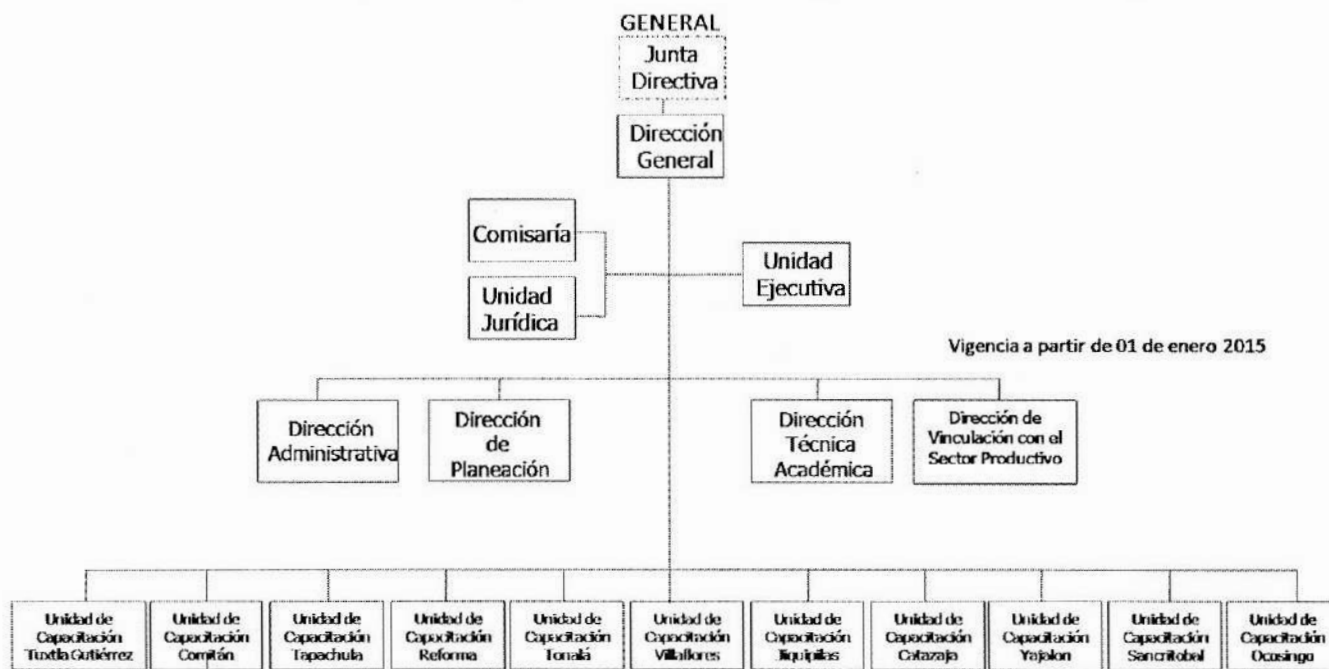 GENERAL
Junta
Directiva
Dirección
General
Comisaría
Unidad
Jurídica
Unidad
Ejecutiva
Vigencia a partir de 01 de enero 2015
Dirección
Administrativa
Dirección
de
Planeación
Dirección
Técnica
Académica
Dirección de
Vinculación con el
Sector Productivo
Unidad de
Capacitación
Tuxtla Gutiérrez
Unidad de
Capacitación
Comitán
Unidad de
Capacitación
Tapachula
Unidad de
Capacitación
Reforma
Unidad de
Capacitación
Tonalá
Unidad de
Capacitación
Villaflores
Unidad de
Capacitación
Jiquipilas
Unidad de
Capacitación
Catazaja
Unidad de
Capacitación
Yajalon
Unidad de
Capacitación
Sancritobal
Unidad de
Capacitación
Ocosingo